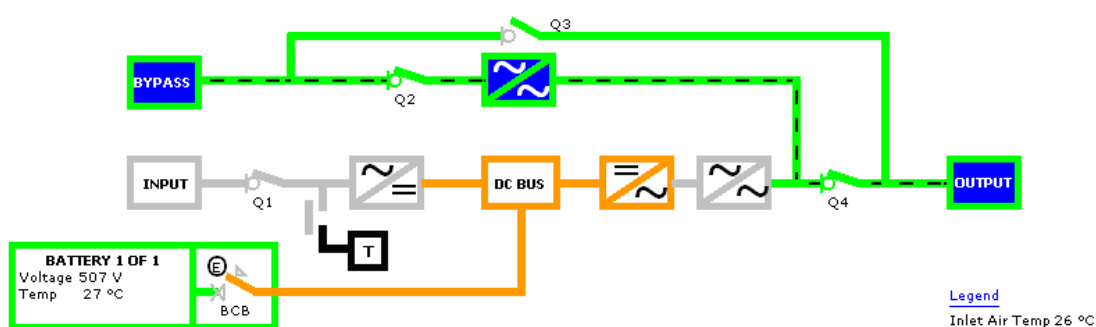 Q3
BYPASS
Q2
INPUT
Q1
DC BUS
Q4
OUTPUT
T
BATTERY 1 OF 1
Voltage 507 V
Temp 27 °C
E
BCB
Legend
Inlet Air Temp 26 °C